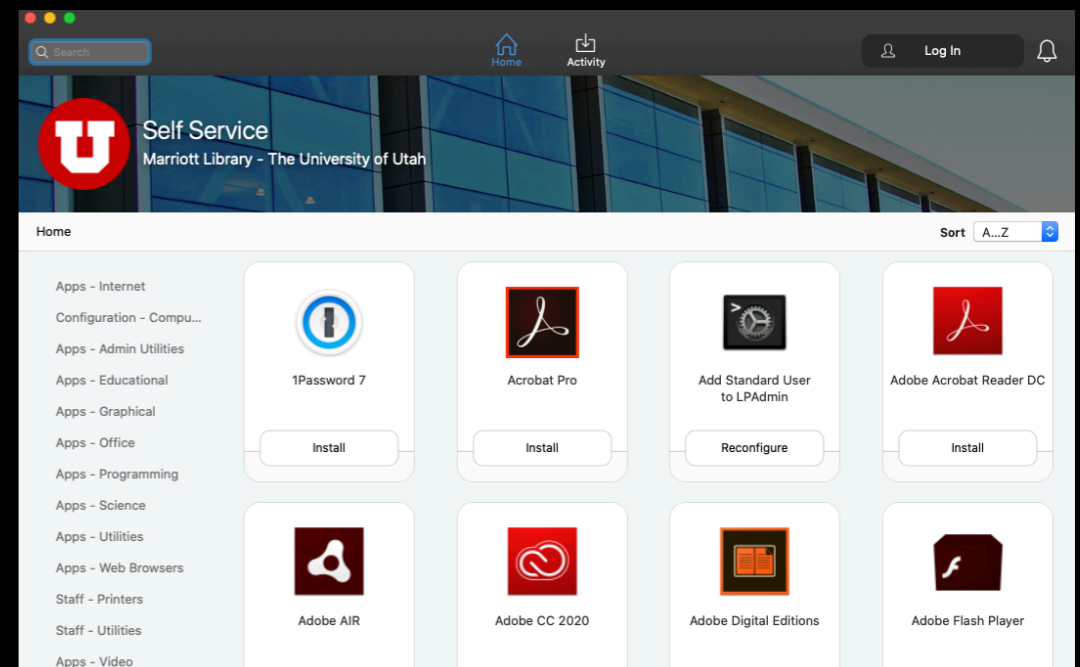 Search
Home
Activity
Log In
U
Self Service
Marriott Library - The University of Utah
Home
Sort
A...Z
Apps - Internet
Configuration - Compu...
Apps - Admin Utilities
Apps - Educational
Apps - Graphical
Apps - Office
Apps - Programming
Apps - Science
Apps - Utilities
Apps - Web Browsers
Staff - Printers
Staff - Utilities
Apps - Video
1Password 7
Install
Acrobat Pro
Install
Add Standard User
to LPAdmin
Reconfigure
Adobe Acrobat Reader DC
Install
Adobe AIR
Adobe CC 2020
Adobe Digital Editions
Adobe Flash Player